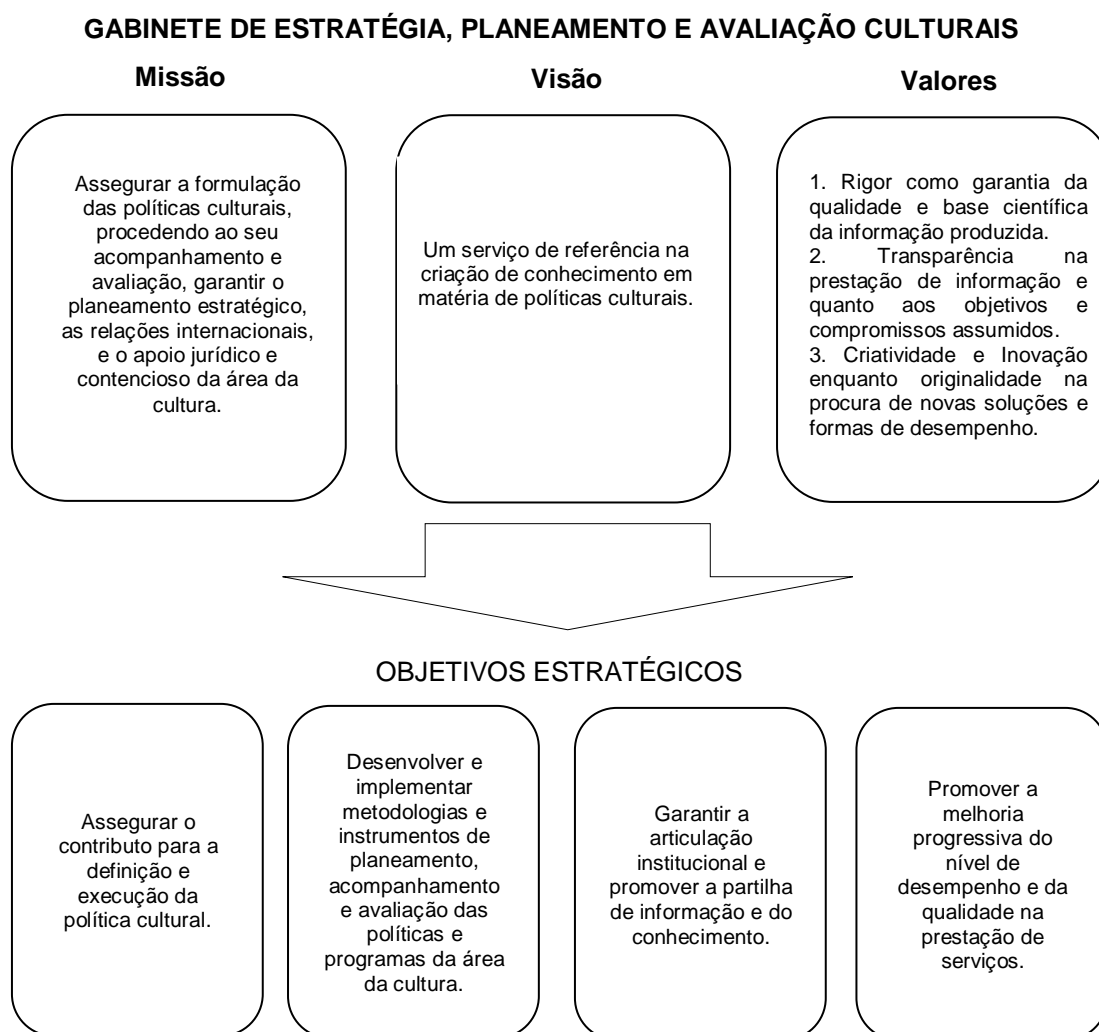 GABINETE DE ESTRATÉGIA, PLANEAMENTO E AVALIAÇÃO CULTURAIS
Missão
Assegurar a formulação
das políticas culturais,
procedendo ao seu
acompanhamento e
avaliação, garantir o
planeamento estratégico,
as relações internacionais,
e o apoio jurídico e
contencioso da área da
cultura.
Visão
Um serviço de referência na
criação de conhecimento em
matéria de políticas culturais.
Valores
1. Rigor como garantia da
qualidade e base científica
da informação produzida.
2. Transparência na
prestação de informação e
quanto aos objetivos e
compromissos assumidos.
3. Criatividade e Inovação
enquanto originalidade na
procura de novas soluções e
formas de desempenho.
OBJETIVOS ESTRATÉGICOS
Assegurar o
contributo para a
definição e
execução da
política cultural.
Desenvolver e
implementar
metodologias e
instrumentos de
planeamento,
acompanhamento
e avaliação das
políticas e
programas da área
da cultura.
Garantir a
articulação
institucional e
promover a partilha
de informação e do
conhecimento.
Promover a
melhoria
progressiva do
nível de
desempenho e da
qualidade na
prestação de
serviços.